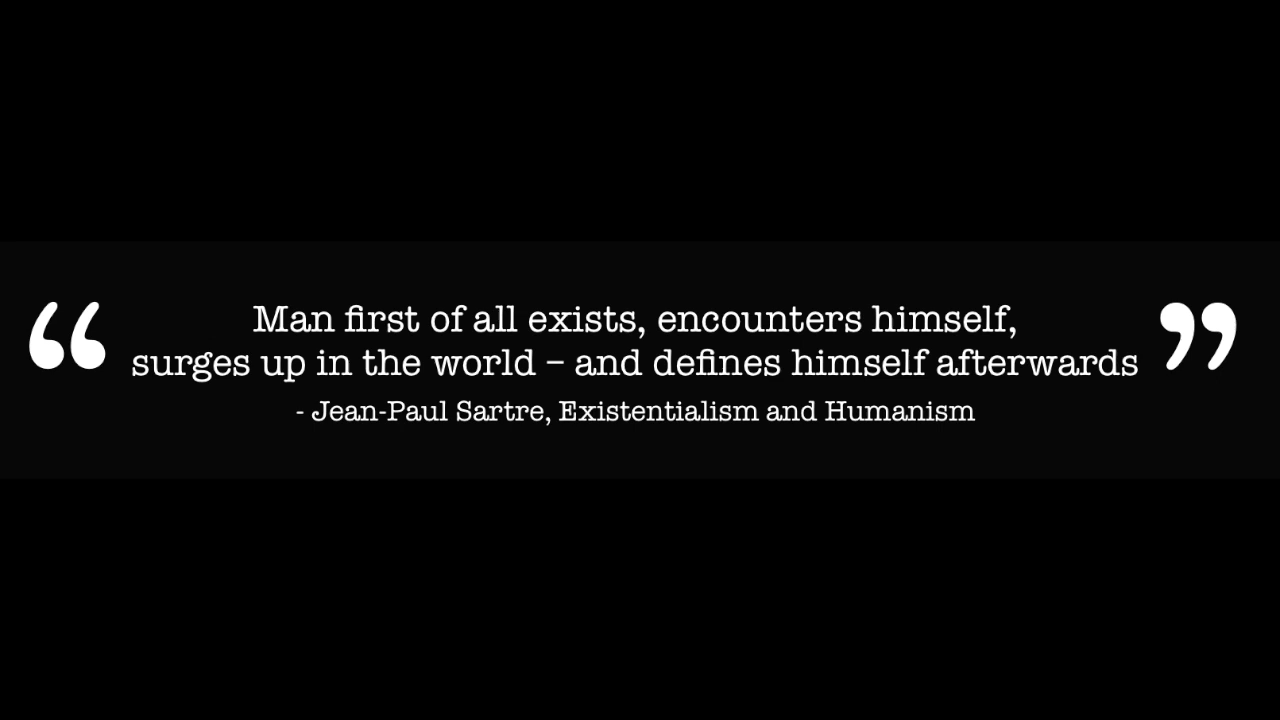 “ Man first of all exists, encounters himself, ”
surges up in the world – and defines himself afterwards
- Jean-Paul Sartre, Existentialism and Humanism